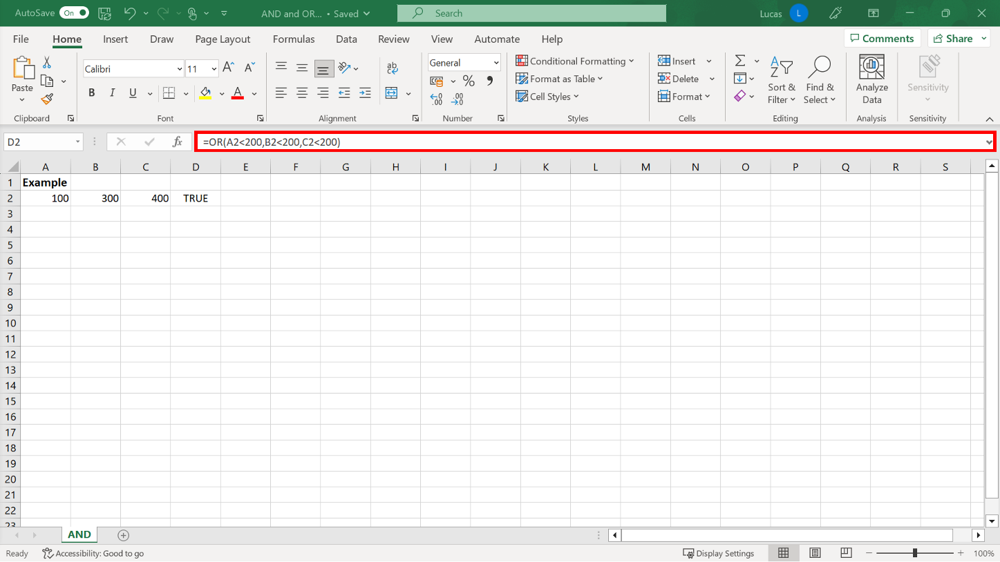 AutoSave On AND and OR... • Saved Search Lucas L
File Home Insert Draw Page Layout Formulas Data Review View Automate Help Comments Share
Paste
Clipboard
Calibri 11
B I U A
Font
ab
Alignment
General
% 9
Number
Conditional Formatting
Format as Table
Cell Styles
Styles
Insert
Delete
Format
Cells
Sort & Filter
Find & Select
Editing
Analyze Data
Analysis
Sensitivity
Sensitivity
D2 fx =OR(A2<200,B2<200,C2<200)
A B C D E F G H I J K L M N O P Q R S
1 Example
2 100 300 400 TRUE
3
4
5
6
7
8
9
10
11
12
13
14
15
16
17
18
19
20
21
22
23
AND
Ready Accessibility: Good to go Display Settings 100%